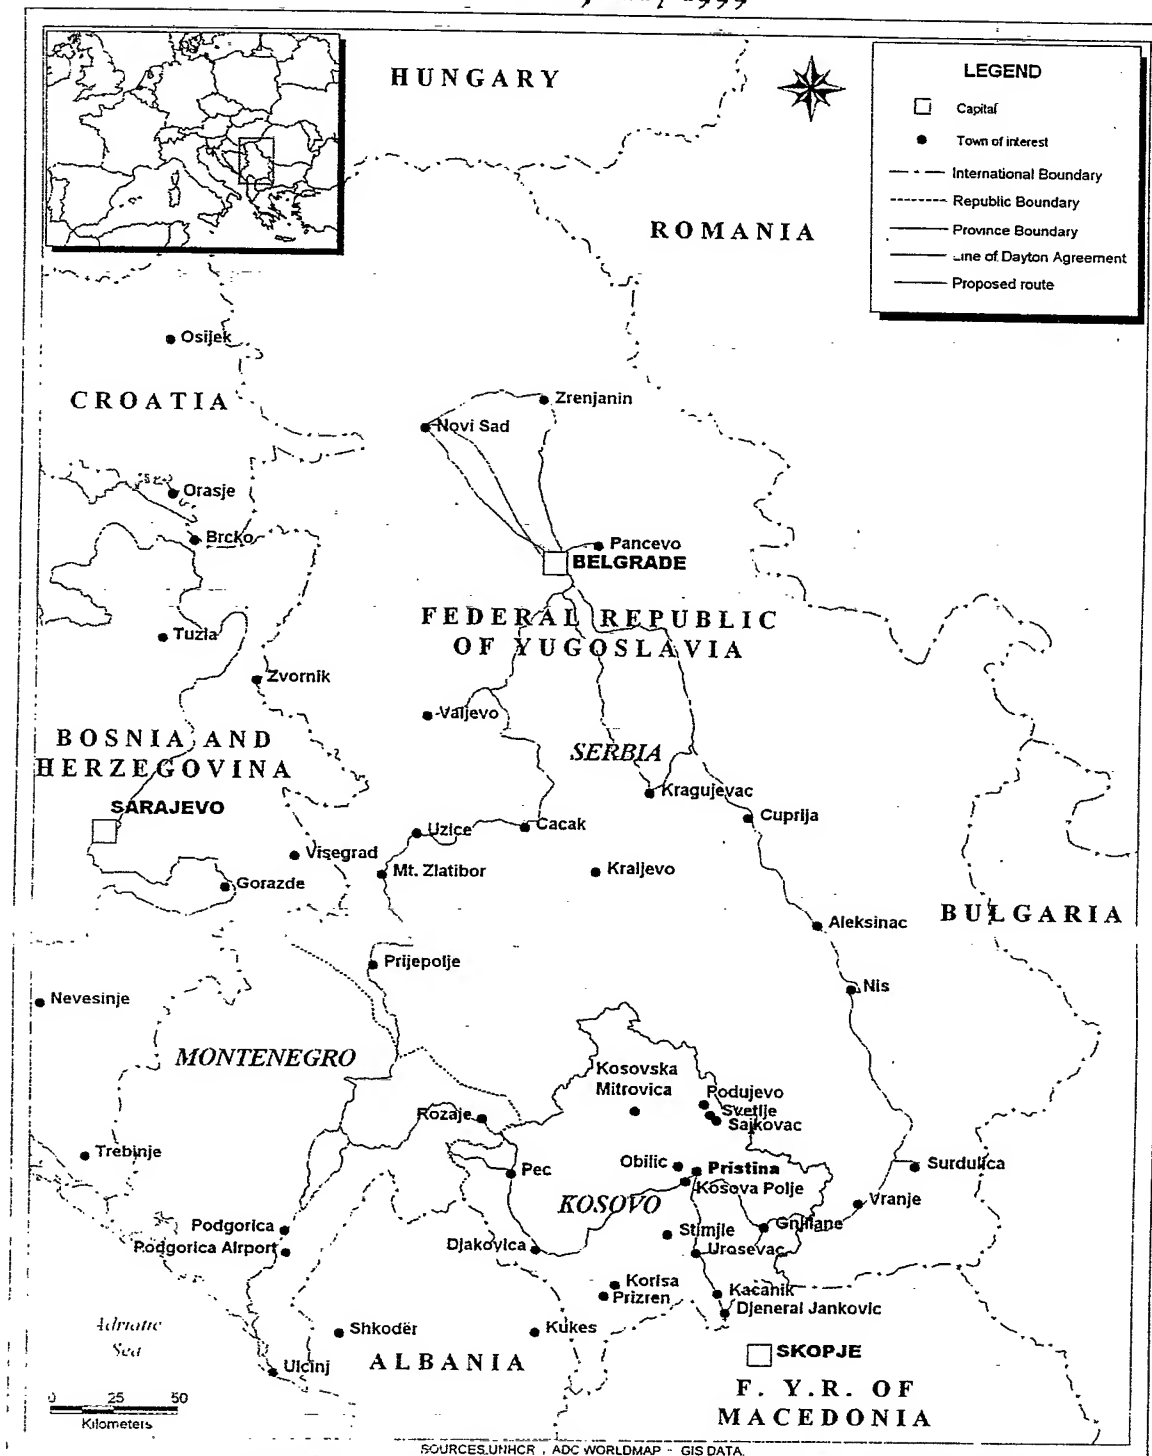 HUNGARY
LEGEND
Capital
Town of interest
International Boundary
Republic Boundary
Province Boundary
Line of Dayton Agreement
Proposed route
ROMANIA
Osijek
CROATIA
Zrenjanin
Novi Sad
Orasje
Brcko
Pancevo
BELGRADE
FEDERAL REPUBLIC
OF YUGOSLAVIA
Tuzla
Zvornik
Valjevo
BOSNIA AND
HERZEGOVINA
SERBIA
SARAJEVO
Kragujevac
Cuprija
Uzice
Cacak
Visegrad
Mt. Zlatibor
Kraljevo
Gorazde
BULGARIA
Aleksinac
Prijepolje
Nis
Nevesinje
MONTENEGRO
Kosovska
Mitrovica
Podujevo
Svetlje
Sajkovac
Rozaje
Trebinje
Obilic
Pristina
Surdulica
Pec
Kosova Polje
KOSOVO
Vranje
Podgorica
Stimlje
Gnjilane
Podgorica Airport
Djakovica
Urosevac
Korisa
Prizren
Kacanik
Djeneral Jankovic
Adriatic
Sea
Shkodër
Kukes
SKOPJE
Ulcinj
ALBANIA
F. Y. R. OF
MACEDONIA
0 25 50
Kilometers
SOURCES.UNHCR , ADC WORLDMAP - GIS DATA.